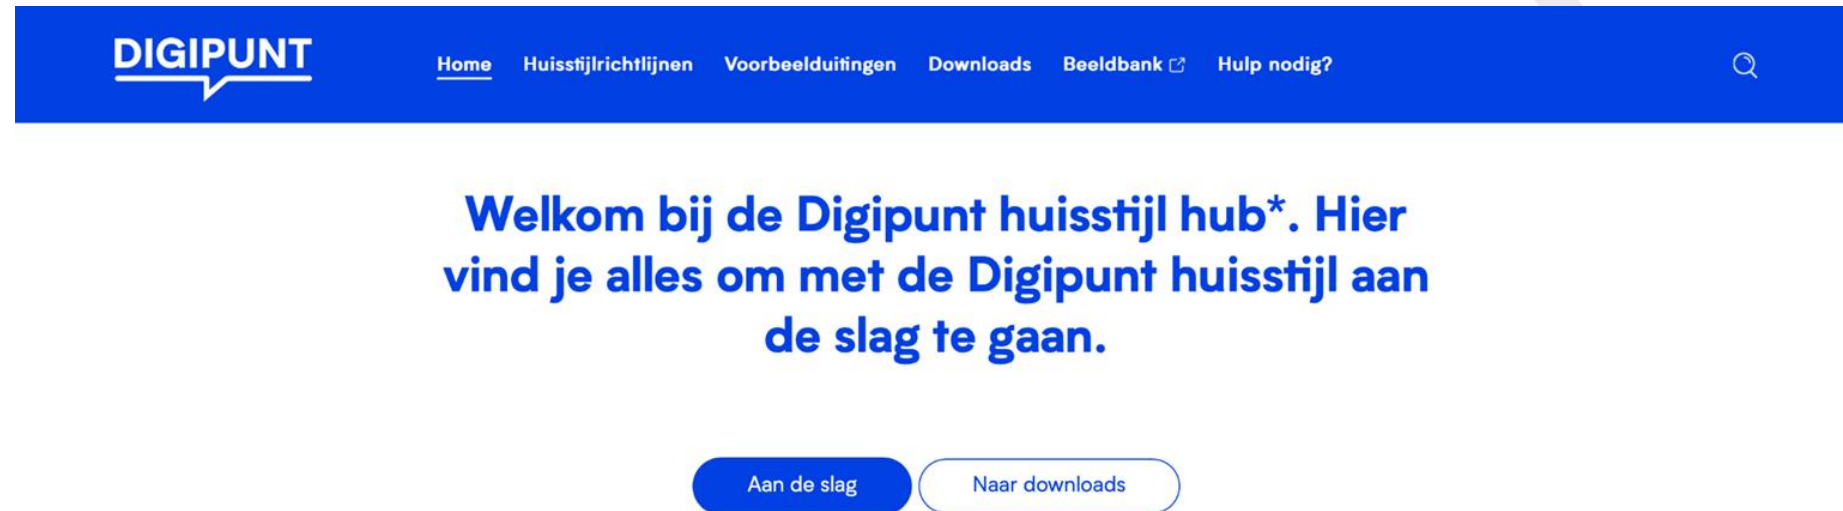 DIGIPUNT
Home Huisstijlrichtlijnen Voorbeelduitingen Downloads Beeldbank Hulp nodig?
Welkom bij de Digipunt huisstijl hub*. Hier
vind je alles om met de Digipunt huisstijl aan
de slag te gaan.
Aan de slag Naar downloads